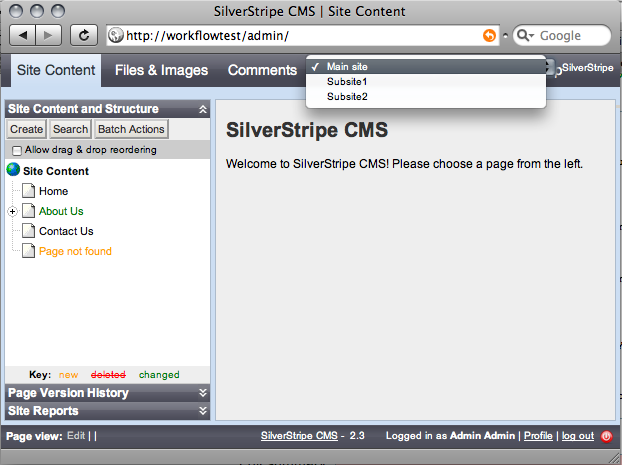 SilverStripe CMS | Site Content
http://workflowtest/admin/
Google
Site Content
Files & Images
Comments
Main site
Subsite1
Subsite2
SilverStripe
Site Content and Structure
Create
Search
Batch Actions
Allow drag & drop reordering
Site Content
Home
About Us
Contact Us
Page not found
Key: new deleted changed
Page Version History
Site Reports
SilverStripe CMS
Welcome to SilverStripe CMS! Please choose a page from the left.
Page view: Edit | |
SilverStripe CMS - 2.3
Logged in as Admin Admin | Profile | log out